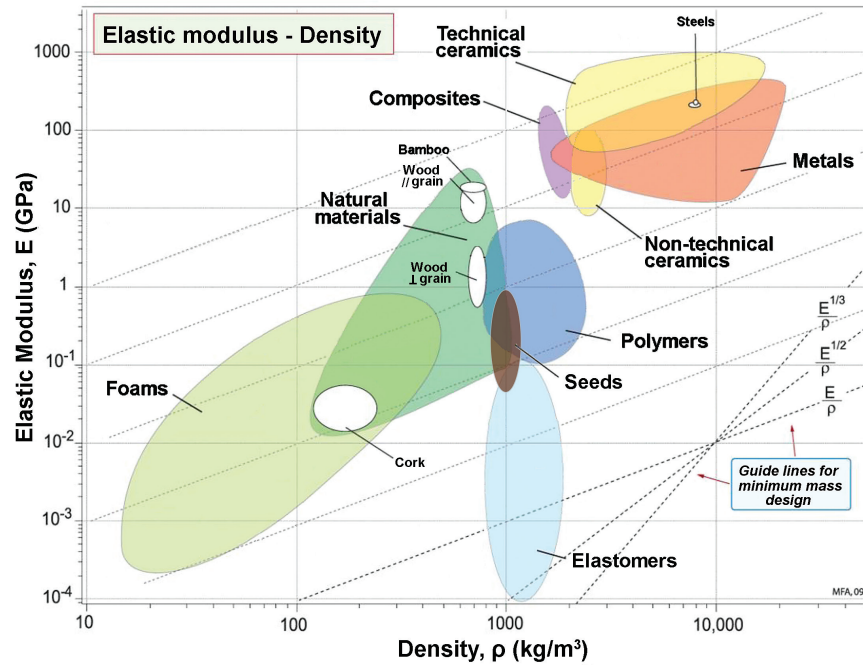 Elastic modulus - Density
Technical
ceramics
Steels
Composites
Metals
Bamboo
Wood
// grain
Natural
materials
Non-technical
ceramics
Wood
⊥ grain
Polymers
Seeds
Foams
Cork
Elastomers
E^1/3
ρ
E^1/2
ρ
E
ρ
Guide lines for
minimum mass
design
MFA, 09
Elastic Modulus, E (GPa)
1000
100
10
1
10^-1
10^-2
10^-3
10^-4
10
100
1000
10,000
Density, ρ (kg/m³)